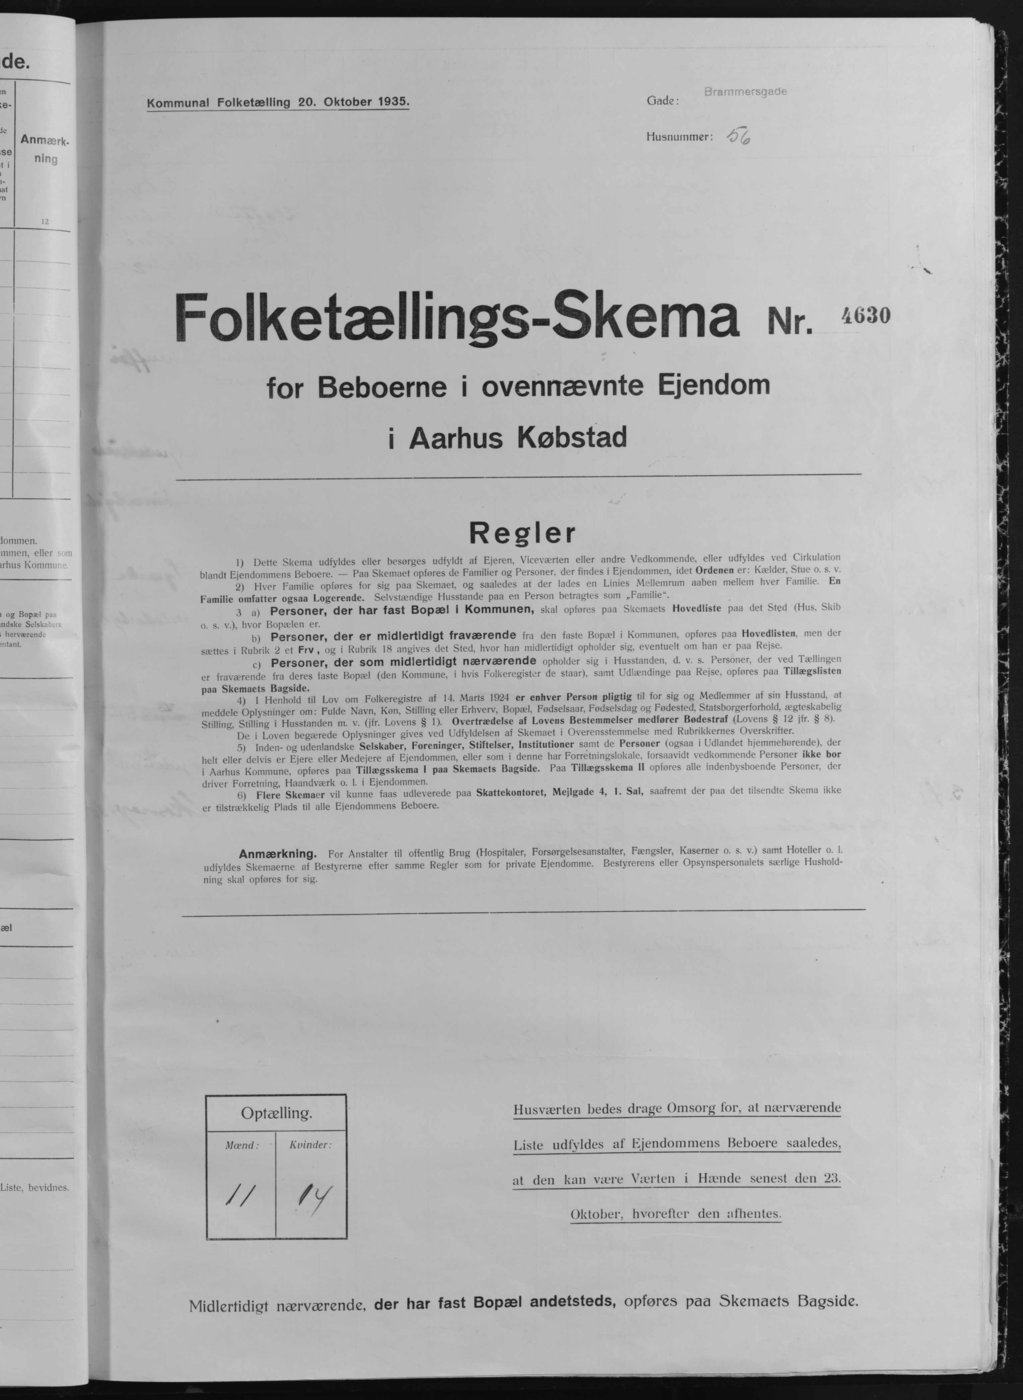 de.
Anmærk-
ning
12
dommen.
mmen, eller som
arhus Kommune.
og Bopæl paa
ndske Selskabers
herværende
æl
Liste, bevidnes.
Kommunal Folketælling 20. Oktober 1935.
Gade: Brammersgade
Husnummer: 56
Folketællings-Skema Nr. 4630
for Beboerne i ovennævnte Ejendom
i Aarhus Købstad
Regler
1) Dette Skema udfyldes eller besørges udfyldt af Ejeren, Viceværten eller andre Vedkommende, eller udfyldes ved Cirkulation
blandt Ejendommens Beboere. — Paa Skemaet opføres de Familier og Personer, der findes i Ejendommen, idet Ordenen er: Kælder, Stue o. s. v.
2) Hver Familie opføres for sig paa Skemaet, og saaledes at der lades en Linies Mellemrum aaben mellem hver Familie. En
Familie omfatter ogsaa Logerende. Selvstændige Husstande paa en Person betragtes som „Familie“.
3 a) Personer, der har fast Bopæl i Kommunen, skal opføres paa Skemaets Hovedliste paa det Sted (Hus, Skib
o. s. v.), hvor Bopælen er.
b) Personer, der er midlertidigt fraværende fra den faste Bopæl i Kommunen, opføres paa Hovedlisten, men der
sættes i Rubrik 2 et Frv, og i Rubrik 18 angives det Sted, hvor han midlertidigt opholder sig, eventuelt om han er paa Rejse.
c) Personer, der som midlertidigt nærværende opholder sig i Husstanden, d. v. s. Personer, der ved Tællingen
er fraværende fra deres faste Bopæl (den Kommune, i hvis Folkeregister de staar), samt Udlændinge paa Rejse, opføres paa Tillægslisten
paa Skemaets Bagside.
4) I Henhold til Lov om Folkeregistre af 14. Marts 1924 er enhver Person pligtig til for sig og Medlemmer af sin Husstand, at
meddele Oplysninger om: Fulde Navn, Køn, Stilling eller Erhverv, Bopæl, Fødselsaar, Fødselsdag og Fødested, Statsborgerforhold, ægteskabelig
Stilling, Stilling i Husstanden m. v. (jfr. Lovens § 1). Overtrædelse af Lovens Bestemmelser medfører Bødestraf (Lovens § 12 jfr. § 8).
De i Loven begærede Oplysninger gives ved Udfyldelsen af Skemaet i Overensstemmelse med Rubrikkernes Overskrifter.
5) Inden- og udenlandske Selskaber, Foreninger, Stiftelser, Institutioner samt de Personer (ogsaa i Udlandet hjemmehørende), der
helt eller delvis er Ejere eller Medejere af Ejendommen, eller som i denne har Forretningslokale, forsaavidt vedkommende Personer ikke bor
i Aarhus Kommune, opføres paa Tillægsskema I paa Skemaets Bagside. Paa Tillægsskema II opføres alle indenbysboende Personer, der
driver Forretning, Haandværk o. l. i Ejendommen.
6) Flere Skemaer vil kunne faas udleverede paa Skattekontoret, Mejlgade 4, 1. Sal, saafremt der paa det tilsendte Skema ikke
er tilstrækkelig Plads til alle Ejendommens Beboere.
Anmærkning. For Anstalter til offentlig Brug (Hospitaler, Forsørgelsesanstalter, Fængsler, Kaserner o. s. v.) samt Hoteller o. l.
udfyldes Skemaerne af Bestyrerne efter samme Regler som for private Ejendomme. Bestyrerens eller Opsynspersonalets særlige Hushold-
ning skal opføres for sig.
Optælling.
Mænd: Kvinder:
11 14
Husværten bedes drage Omsorg for, at nærværende
Liste udfyldes af Ejendommens Beboere saaledes,
at den kan være Værten i Hænde senest den 23.
Oktober, hvorefter den afhentes.
Midlertidigt nærværende, der har fast Bopæl andetsteds, opføres paa Skemaets Bagside.